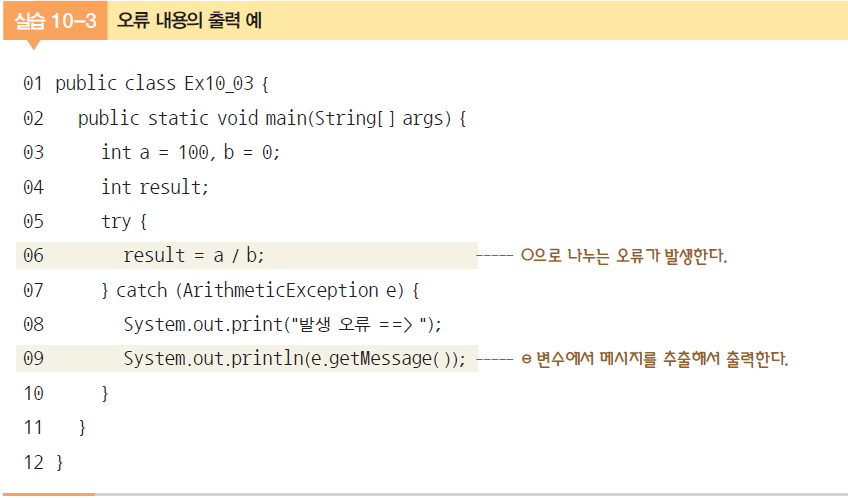 실습 10-3 오류 내용의 출력 예
01 public class Ex10_03 {
02 public static void main(String[] args) {
03 int a = 100, b = 0;
04 int result;
05 try {
06 result = a / b; ----- 0으로 나누는 오류가 발생한다.
07 } catch (ArithmeticException e) {
08 System.out.print("발생 오류 ==> ");
09 System.out.println(e.getMessage()); ----- e 변수에서 메시지를 추출해서 출력한다.
10 }
11 }
12 }